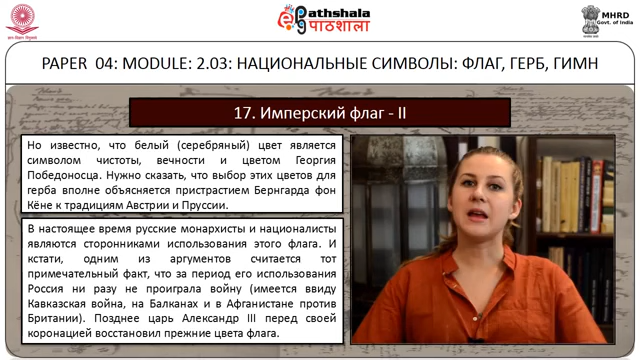 ePathshala
पाठशाला
MHRD
Govt. of India
PAPER 04: MODULE: 2.03: НАЦИОНАЛЬНЫЕ СИМВОЛЫ: ФЛАГ, ГЕРБ, ГИМН
17. Имперский флаг - II
Но известно, что белый (серебряный) цвет является
символом чистоты, вечности и цветом Георгия
Победоносца. Нужно сказать, что выбор этих цветов для
герба вполне объясняется пристрастием Бернгарда фон
Кёне к традициям Австрии и Пруссии.
В настоящее время русские монархисты и националисты
являются сторонниками использования этого флага. И
кстати, одним из аргументов считается тот
примечательный факт, что за период его использования
Россия ни разу не проиграла войну (имеется ввиду
Кавказская война, на Балканах и в Афганистане против
Британии). Позднее царь Александр III перед своей
коронацией восстановил прежние цвета флага.